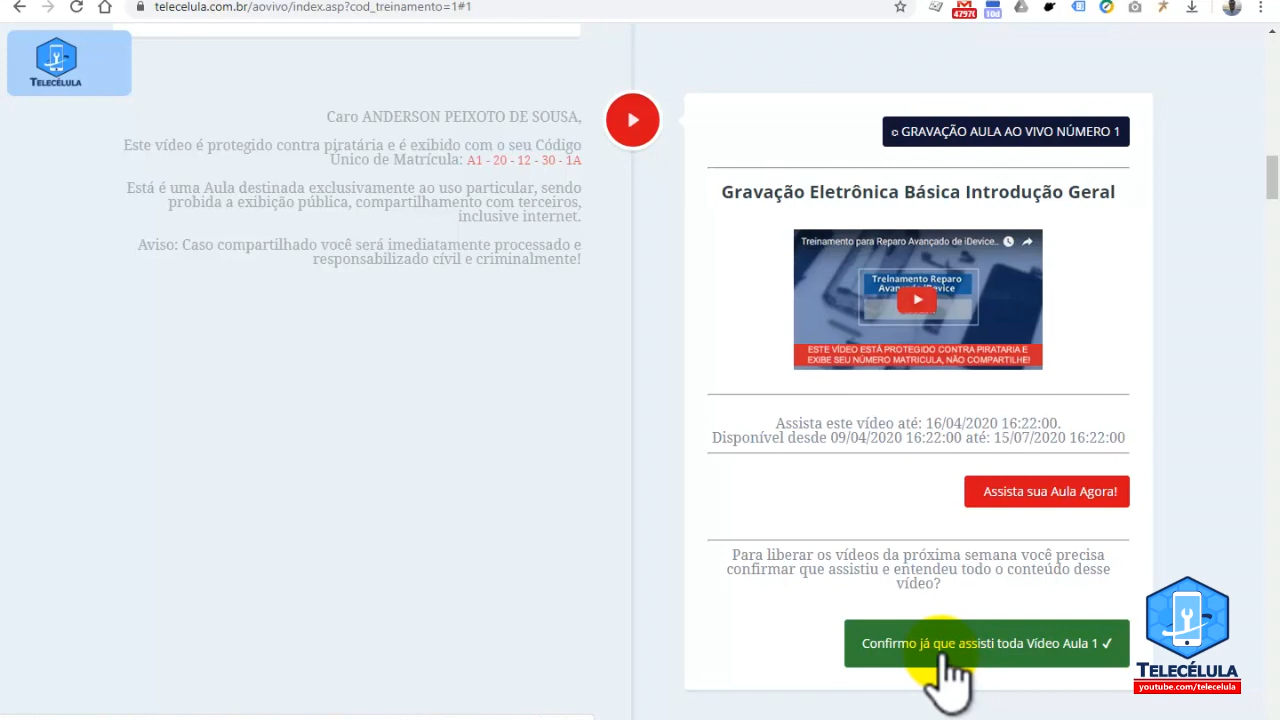 telecelula.com.br/aovivo/index.asp?cod_treinamento=1#1
47970
10d
TELECÉLULA
Caro ANDERSON PEIXOTO DE SOUSA,
Este vídeo é protegido contra piratária e é exibido com o seu Código
Único de Matrícula: A1 - 20 - 12 - 30 - 1A
Está é uma Aula destinada exclusivamente ao uso particular, sendo
probida a exibição pública, compartilhamento com terceiros,
inclusive internet.
Aviso: Caso compartilhado você será imediatamente processado e
responsabilizado cívil e criminalmente!
GRAVAÇÃO AULA AO VIVO NÚMERO 1
Gravação Eletrônica Básica Introdução Geral
Treinamento para Reparo Avançado de iDevice...
Treinamento Reparo
Avançado iDevice
ESTE VÍDEO ESTÁ PROTEGIDO CONTRA PIRATARIA E
EXIBE SEU NÚMERO MATRICULA, NÃO COMPARTILHE!
Assista este vídeo até: 16/04/2020 16:22:00.
Disponível desde 09/04/2020 16:22:00 até: 15/07/2020 16:22:00
Assista sua Aula Agora!
Para liberar os vídeos da próxima semana você precisa
confirmar que assistiu e entendeu todo o conteúdo desse
vídeo?
Confirmo já que assisti toda Vídeo Aula 1 ✓
TELECÉLULA
youtube.com/telecelula